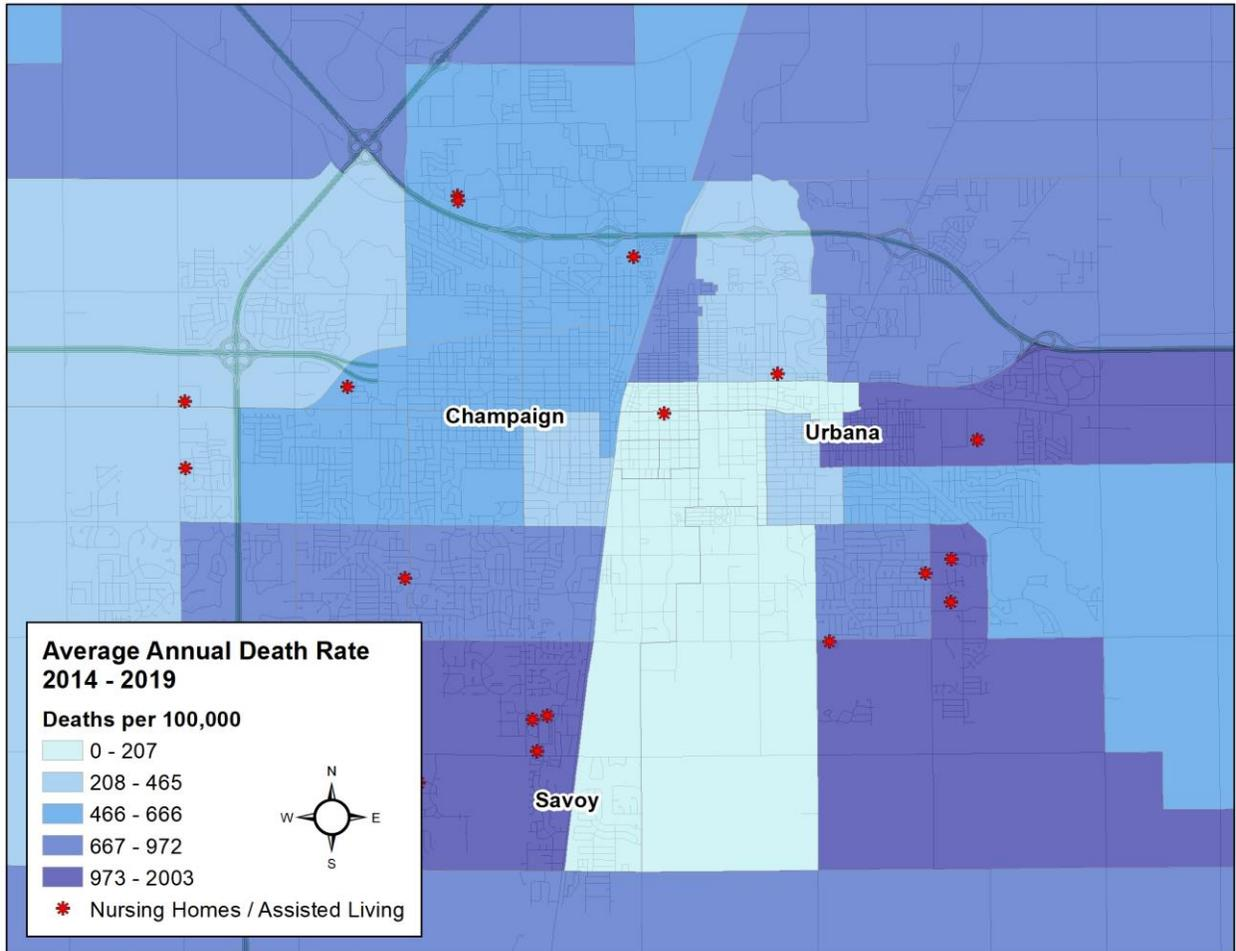 Champaign
Urbana
Savoy
Average Annual Death Rate
2014 - 2019
Deaths per 100,000
0 - 207
208 - 465
466 - 666
667 - 972
973 - 2003
Nursing Homes / Assisted Living
N
W E
S